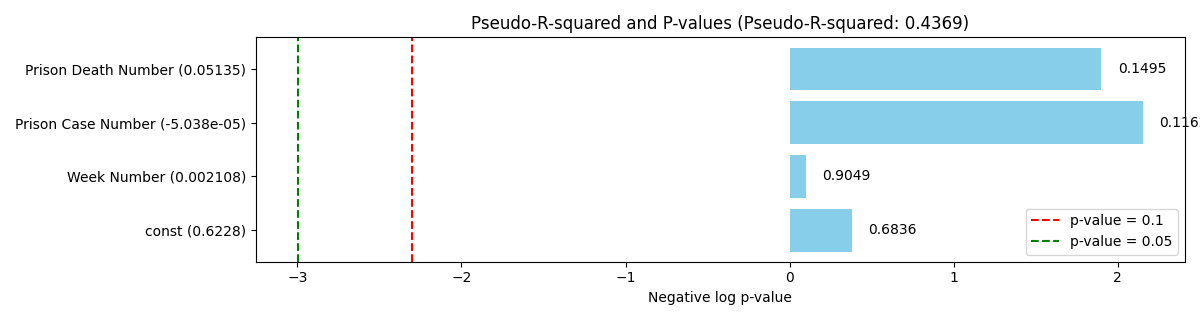 Pseudo-R-squared and P-values (Pseudo-R-squared: 0.4369)
Prison Death Number (0.05135)
0.1495
Prison Case Number (-5.038e-05)
0.116
Week Number (0.002108)
0.9049
const (0.6228)
0.6836
p-value = 0.1
p-value = 0.05
−3 −2 −1 0 1 2
Negative log p-value